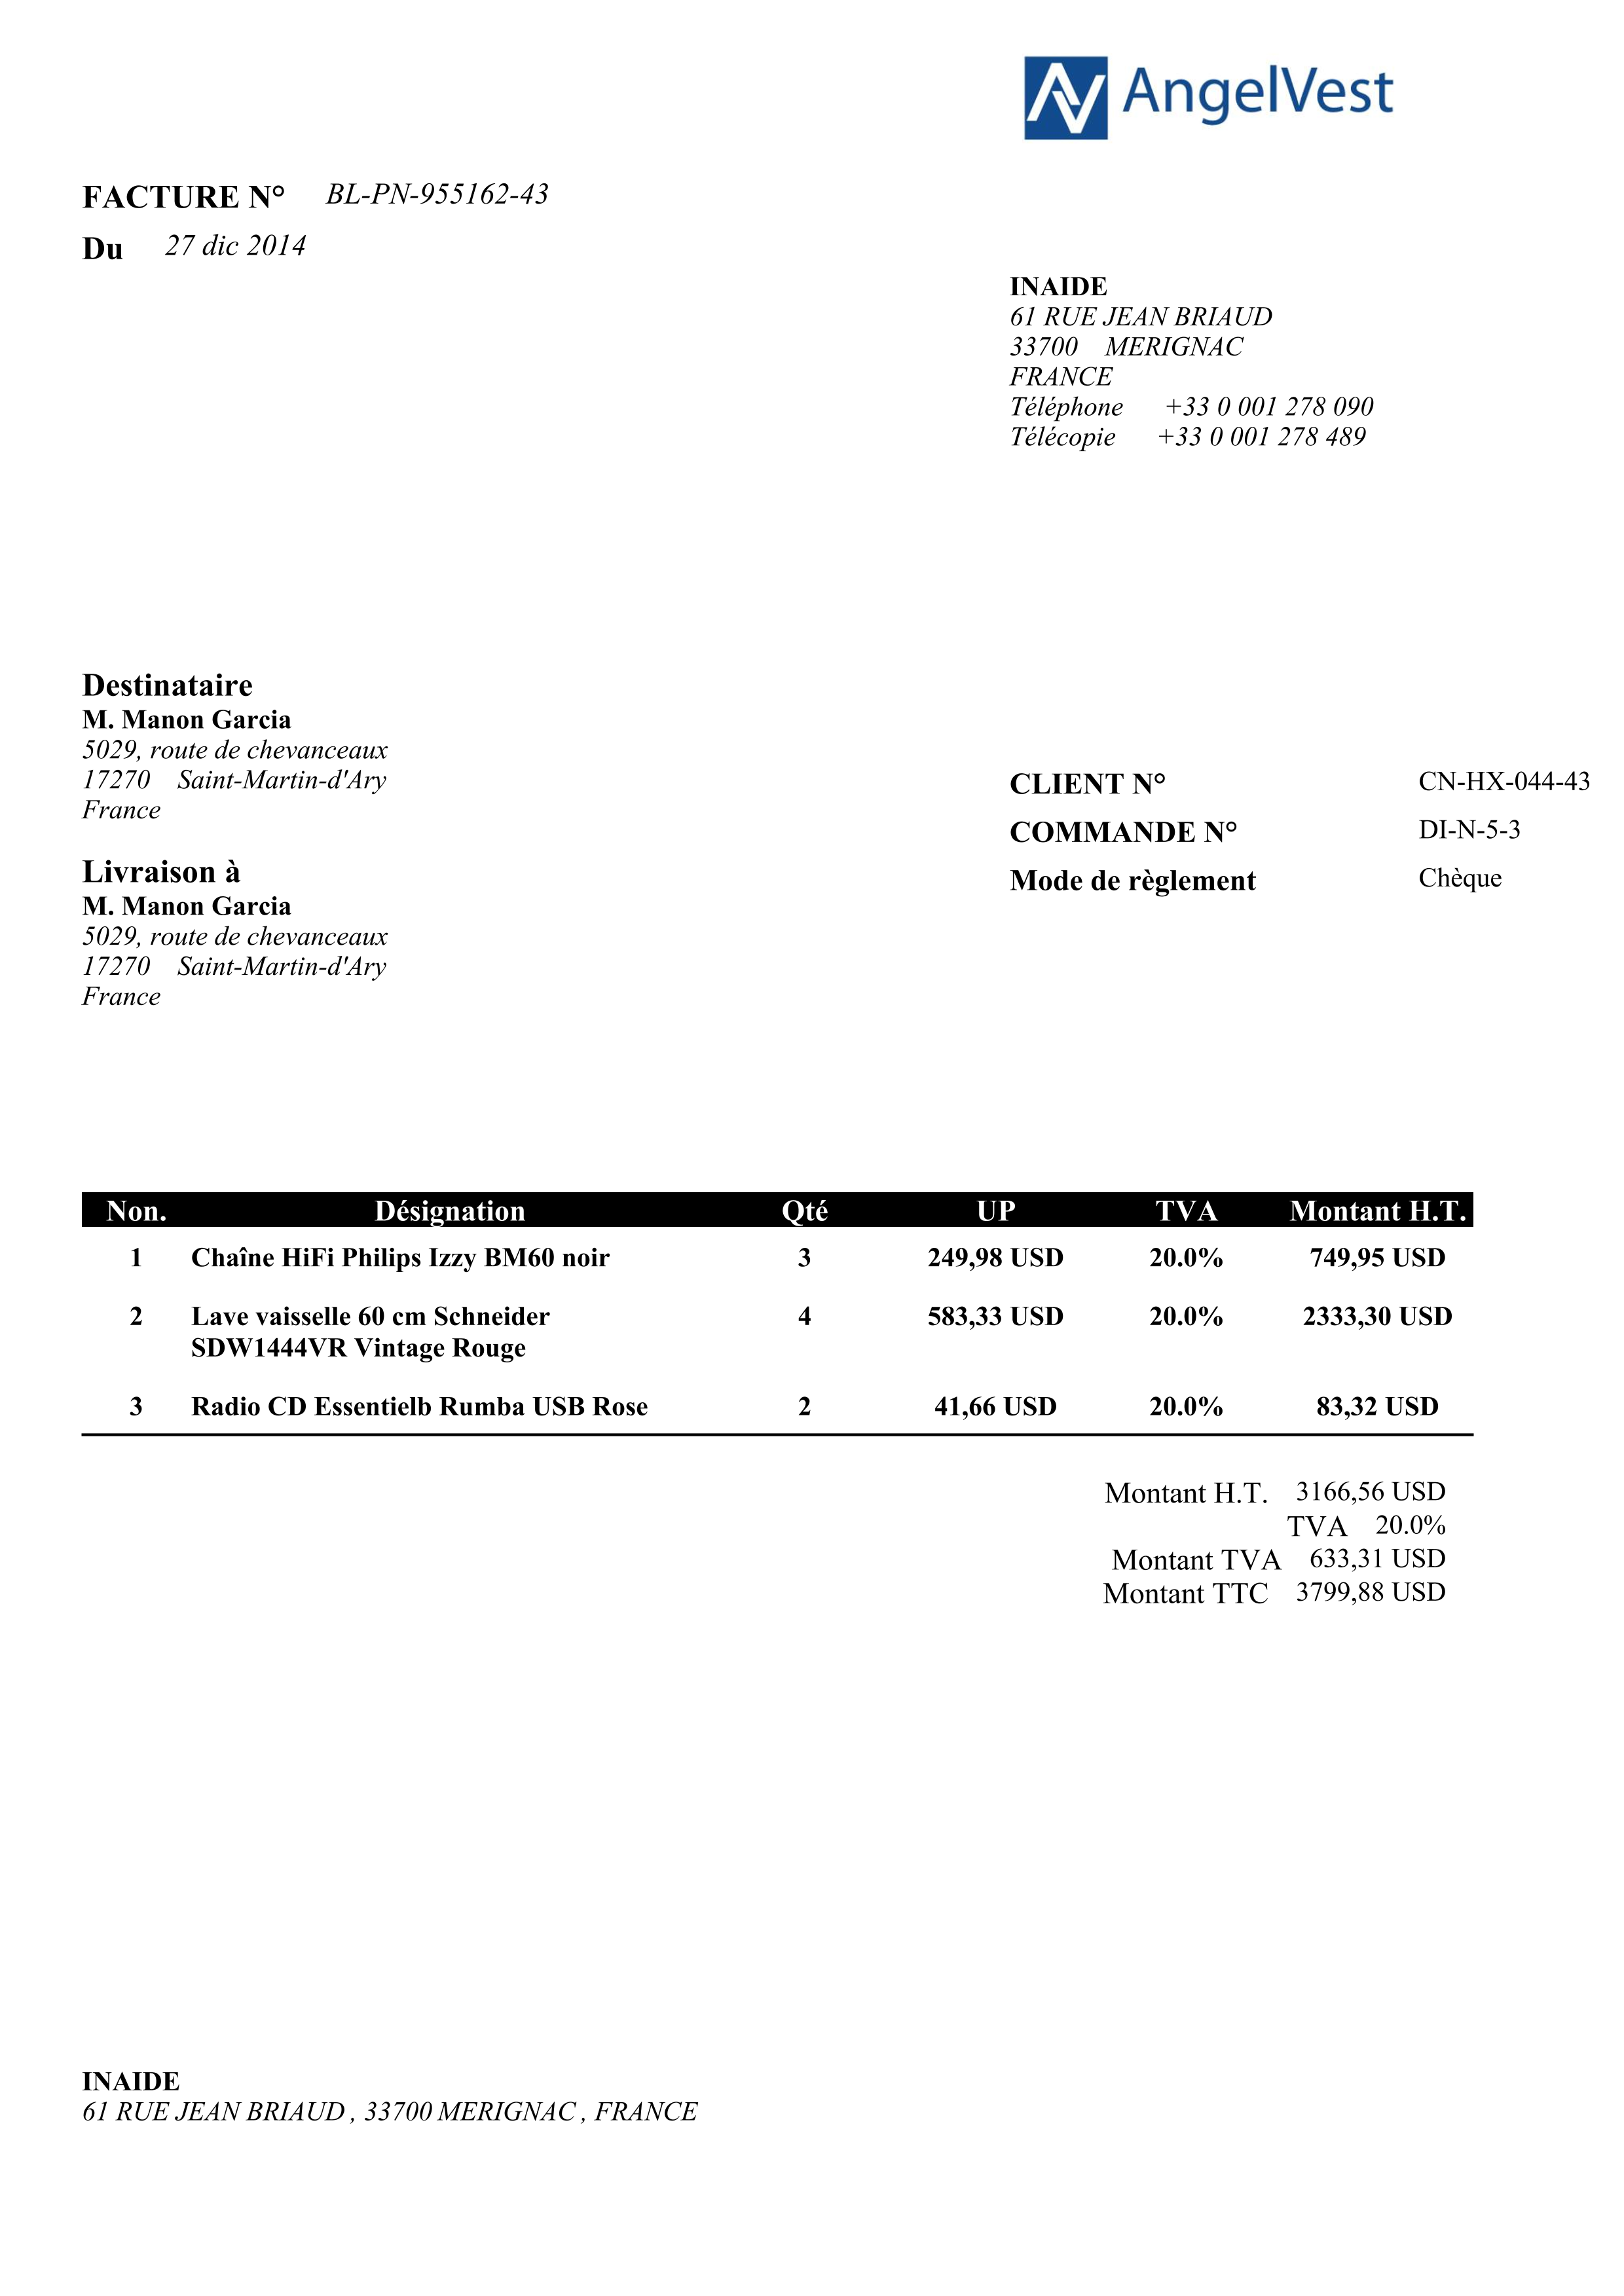 AngelVest
FACTURE N° BL-PN-955162-43
Du 27 dic 2014
INAIDE
61 RUE JEAN BRIAUD
33700 MERIGNAC
FRANCE
Téléphone +33 0 001 278 090
Télécopie +33 0 001 278 489
Destinataire
M. Manon Garcia
5029, route de chevanceaux
17270 Saint-Martin-d'Ary
France
CLIENT N° CN-HX-044-43
COMMANDE N° DI-N-5-3
Mode de règlement Chèque
Livraison à
M. Manon Garcia
5029, route de chevanceaux
17270 Saint-Martin-d'Ary
France
Non. Désignation Qté UP TVA Montant H.T.
1 Chaîne HiFi Philips Izzy BM60 noir 3 249,98 USD 20.0% 749,95 USD
2 Lave vaisselle 60 cm Schneider 4 583,33 USD 20.0% 2333,30 USD
SDW1444VR Vintage Rouge
3 Radio CD Essentielb Rumba USB Rose 2 41,66 USD 20.0% 83,32 USD
Montant H.T. 3166,56 USD
TVA 20.0%
Montant TVA 633,31 USD
Montant TTC 3799,88 USD
INAIDE
61 RUE JEAN BRIAUD , 33700 MERIGNAC , FRANCE